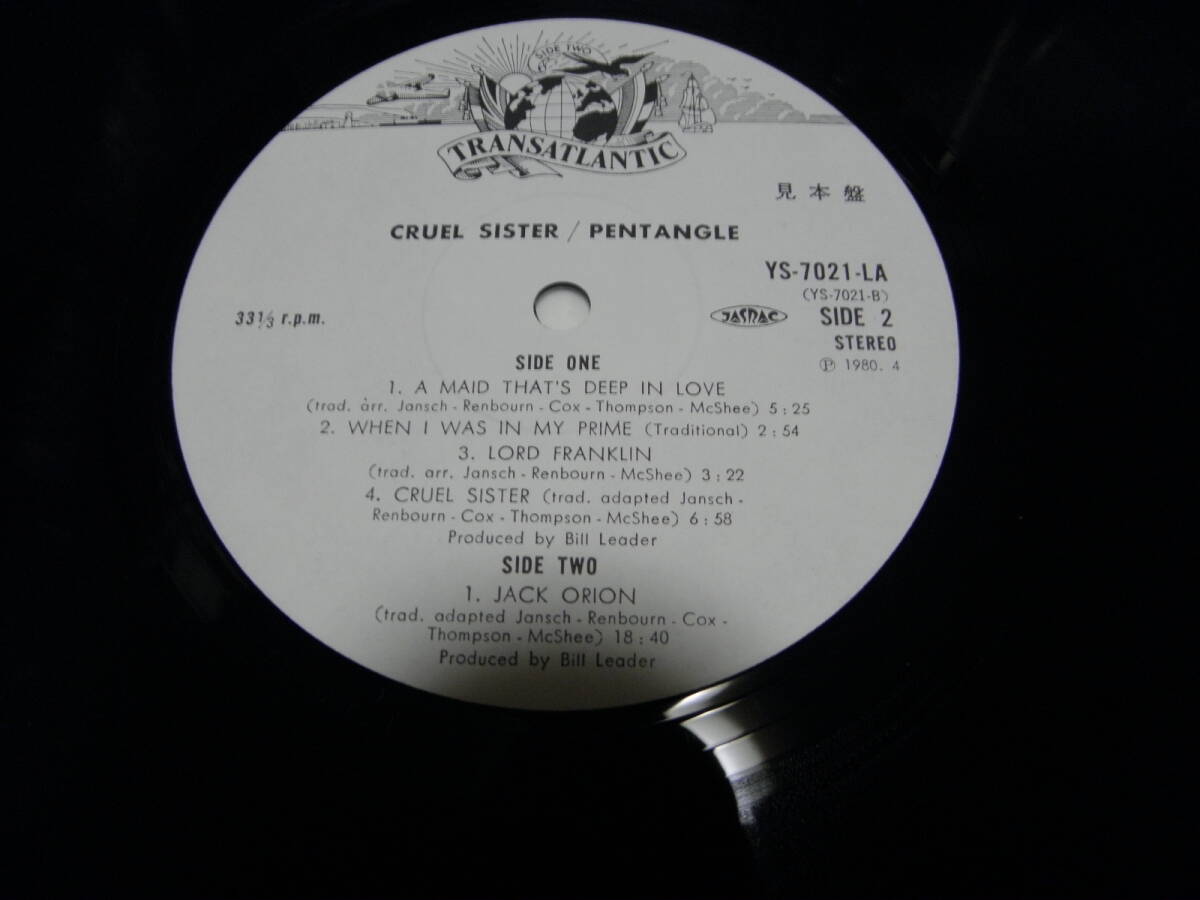 SIDE TWO
TRANSATLANTIC
見本盤
CRUEL SISTER / PENTANGLE
YS-7021-LA
(YS-7021-B)
33⅓ r.p.m.
JASRAC
SIDE 2
STEREO
Ⓟ 1980. 4
SIDE ONE
1. A MAID THAT'S DEEP IN LOVE
(trad. arr. Jansch - Renbourn - Cox - Thompson - McShee) 5 : 25
2. WHEN I WAS IN MY PRIME (Traditional) 2 : 54
3. LORD FRANKLIN
(trad. arr. Jansch - Renbourn - McShee) 3 : 22
4. CRUEL SISTER (trad. adapted Jansch -
Renbourn - Cox - Thompson - McShee) 6 : 58
Produced by Bill Leader
SIDE TWO
1. JACK ORION
(trad. adapted Jansch - Renbourn - Cox -
Thompson - McShee) 18 : 40
Produced by Bill Leader